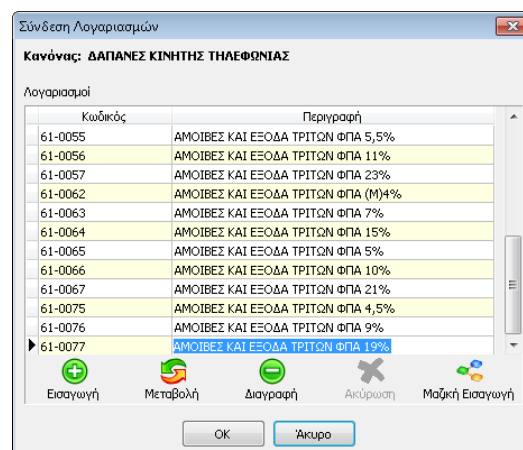 Σύνδεση Λογαριασμών
Κανόνας: ΔΑΠΑΝΕΣ ΚΙΝΗΤΗΣ ΤΗΛΕΦΩΝΙΑΣ
Λογαριασμοί
Κωδικός Περιγραφή
61-0055 ΑΜΟΙΒΕΣ ΚΑΙ ΕΞΟΔΑ ΤΡΙΤΩΝ ΦΠΑ 5,5%
61-0056 ΑΜΟΙΒΕΣ ΚΑΙ ΕΞΟΔΑ ΤΡΙΤΩΝ ΦΠΑ 11%
61-0057 ΑΜΟΙΒΕΣ ΚΑΙ ΕΞΟΔΑ ΤΡΙΤΩΝ ΦΠΑ 23%
61-0062 ΑΜΟΙΒΕΣ ΚΑΙ ΕΞΟΔΑ ΤΡΙΤΩΝ ΦΠΑ (Μ)4%
61-0063 ΑΜΟΙΒΕΣ ΚΑΙ ΕΞΟΔΑ ΤΡΙΤΩΝ ΦΠΑ 7%
61-0064 ΑΜΟΙΒΕΣ ΚΑΙ ΕΞΟΔΑ ΤΡΙΤΩΝ ΦΠΑ 15%
61-0065 ΑΜΟΙΒΕΣ ΚΑΙ ΕΞΟΔΑ ΤΡΙΤΩΝ ΦΠΑ 5%
61-0066 ΑΜΟΙΒΕΣ ΚΑΙ ΕΞΟΔΑ ΤΡΙΤΩΝ ΦΠΑ 10%
61-0067 ΑΜΟΙΒΕΣ ΚΑΙ ΕΞΟΔΑ ΤΡΙΤΩΝ ΦΠΑ 21%
61-0075 ΑΜΟΙΒΕΣ ΚΑΙ ΕΞΟΔΑ ΤΡΙΤΩΝ ΦΠΑ 4,5%
61-0076 ΑΜΟΙΒΕΣ ΚΑΙ ΕΞΟΔΑ ΤΡΙΤΩΝ ΦΠΑ 9%
61-0077 ΑΜΟΙΒΕΣ ΚΑΙ ΕΞΟΔΑ ΤΡΙΤΩΝ ΦΠΑ 19%
Εισαγωγή Μεταβολή Διαγραφή Ακύρωση Μαζική Εισαγωγή
OK Άκυρο